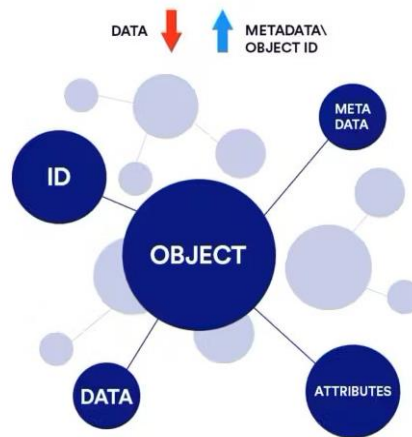 DATA
METADATA\
OBJECT ID
META
DATA
ID
OBJECT
DATA
ATTRIBUTES